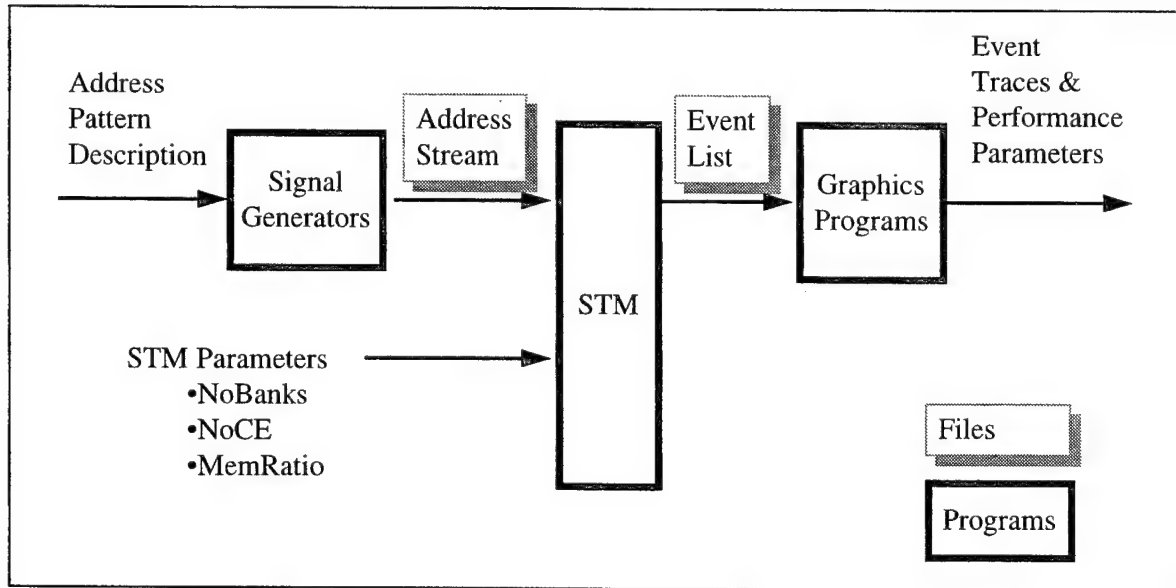 Address
Pattern
Description
Signal
Generators
Address
Stream
STM
Event
List
Graphics
Programs
Event
Traces &
Performance
Parameters
STM Parameters
•NoBanks
•NoCE
•MemRatio
Files
Programs